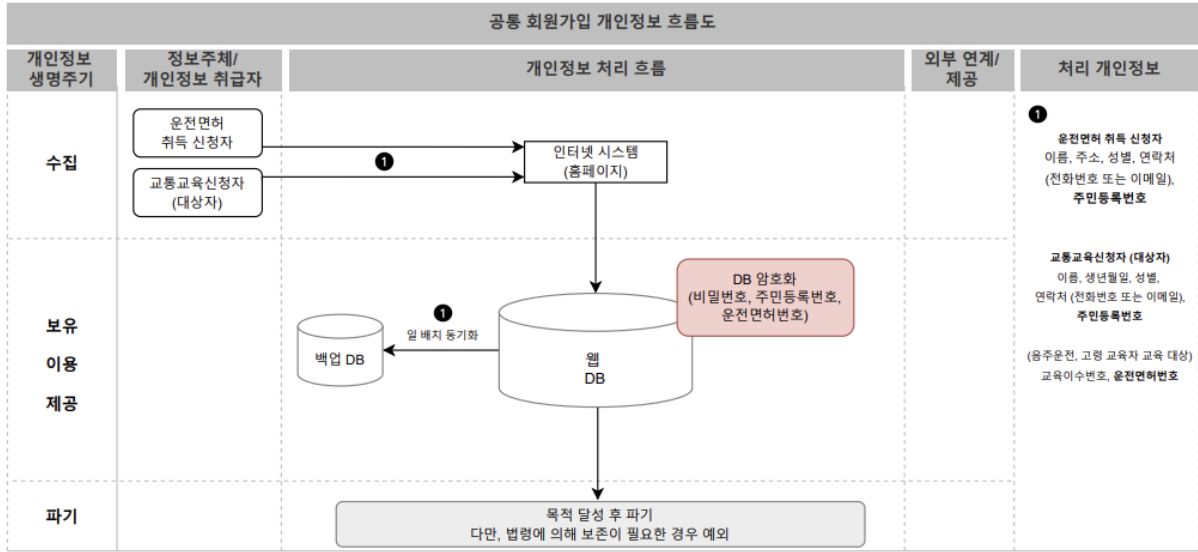 공통 회원가입 개인정보 흐름도
개인정보
생명주기
정보주체/
개인정보 취급자
개인정보 처리 흐름
외부 연계/
제공
처리 개인정보
수집
운전면허
취득 신청자
교통교육신청자
(대상자)
❶
인터넷 시스템
(홈페이지)
❶
운전면허 취득 신청자
이름, 주소, 성별, 연락처
(전화번호 또는 이메일),
주민등록번호
교통교육신청자 (대상자)
이름, 생년월일, 성별,
연락처 (전화번호 또는 이메일),
주민등록번호
(음주운전, 고령 교육자 교육 대상)
교육이수번호, 운전면허번호
보유
이용
제공
DB 암호화
(비밀번호, 주민등록번호,
운전면허번호)
❶
일 배치 동기화
백업 DB
웹
DB
파기
목적 달성 후 파기
다만, 법령에 의해 보존이 필요한 경우 예외